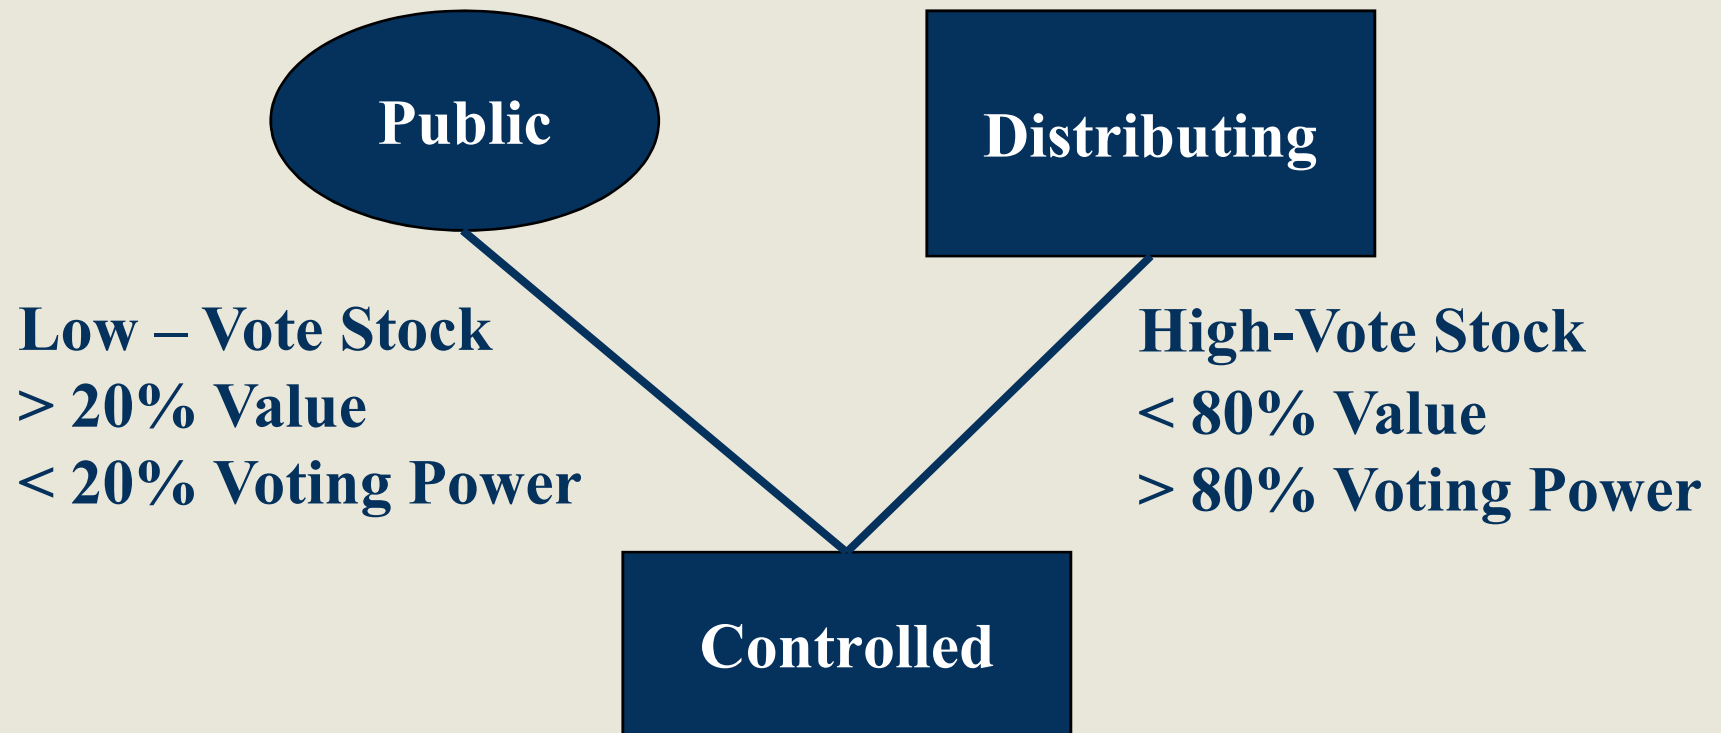 Public
Distributing
Low – Vote Stock
> 20% Value
< 20% Voting Power
High-Vote Stock
< 80% Value
> 80% Voting Power
Controlled